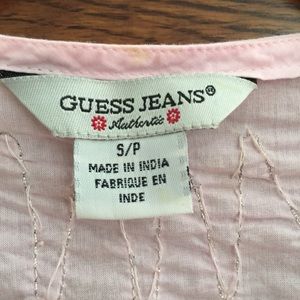 GUESS JEANS®
? Authentic ?
S/P
MADE IN INDIA
FABRIQUE EN
INDE